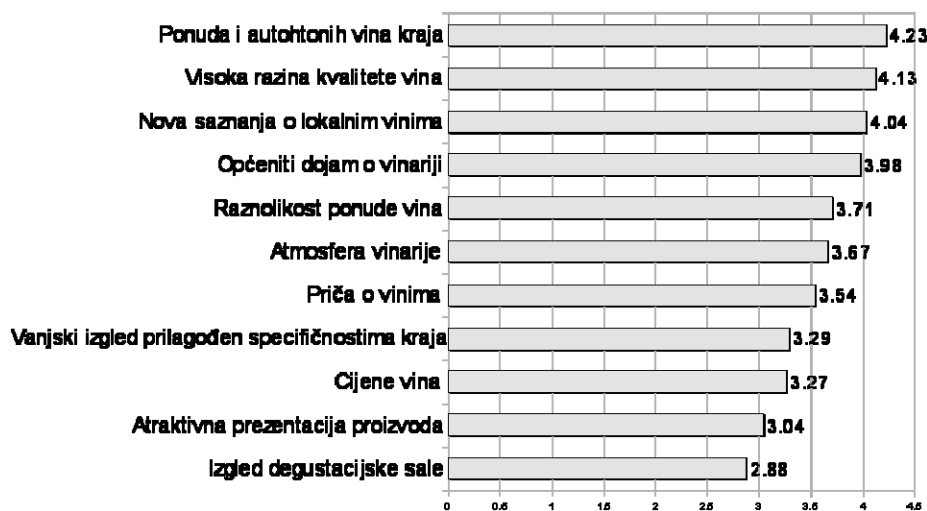 Ponuda i autohtonih vina kraja 4.23
Visoka razina kvalitete vina 4.13
Nova saznanja o lokalnim vinima 4.04
Općeniti dojam o vinariji 3.98
Raznolikost ponude vina 3.71
Atmosfera vinarije 3.67
Priča o vinima 3.54
Vanjski izgled prilagođen specifičnostima kraja 3.29
Cijene vina 3.27
Atraktivna prezentacija proizvoda 3.04
Izgled degustacijske sale 2.88
0 0.5 1 1.5 2 2.5 3 3.5 4 4.5